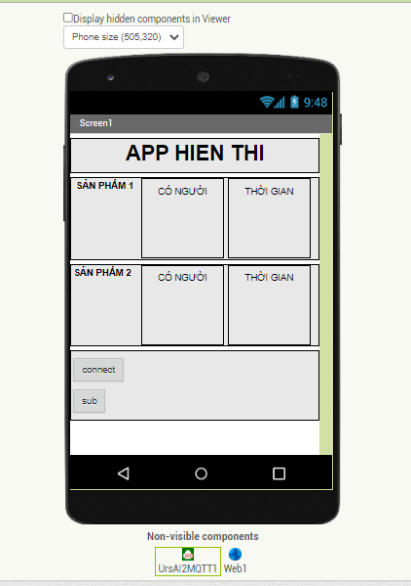 Display hidden components in Viewer
Phone size (505,320)
9:48
Screen1
APP HIEN THI
SẢN PHẨM 1
CÓ NGƯỜI
THỜI GIAN
SẢN PHẨM 2
CÓ NGƯỜI
THỜI GIAN
connect
sub
Non-visible components
UrsAI2MQTT1 Web1